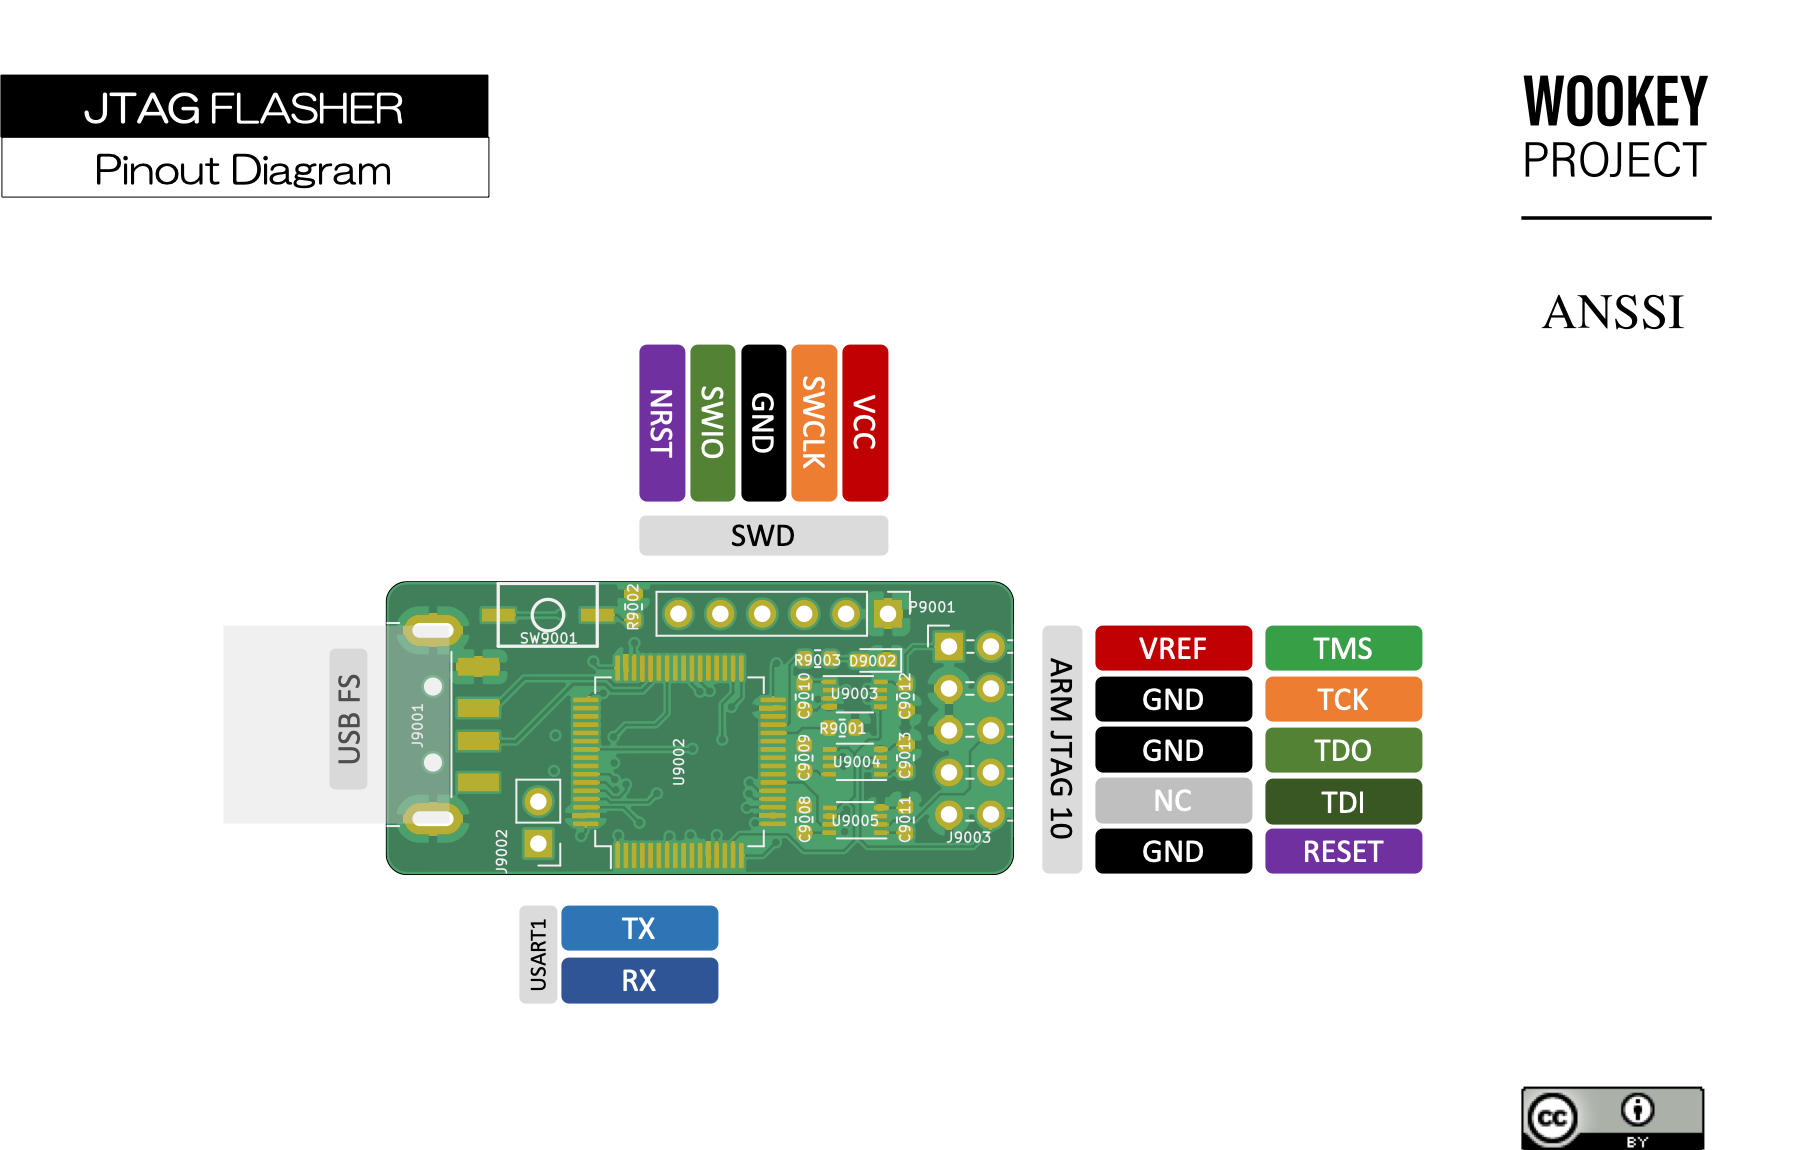 JTAG FLASHER
Pinout Diagram
WOOKEY
PROJECT
ANSSI
NRST
SWIO
GND
SWCLK
VCC
SWD
USB FS
J9001
SW9001
R9002
P9001
R9003
D9002
C9010
U9003
C9012
R9001
C9009
U9004
C9013
C9008
U9005
C9011
U9002
J9002
J9003
ARM JTAG 10
VREF TMS
GND TCK
GND TDO
NC TDI
GND RESET
USART1
TX
RX
cc
BY